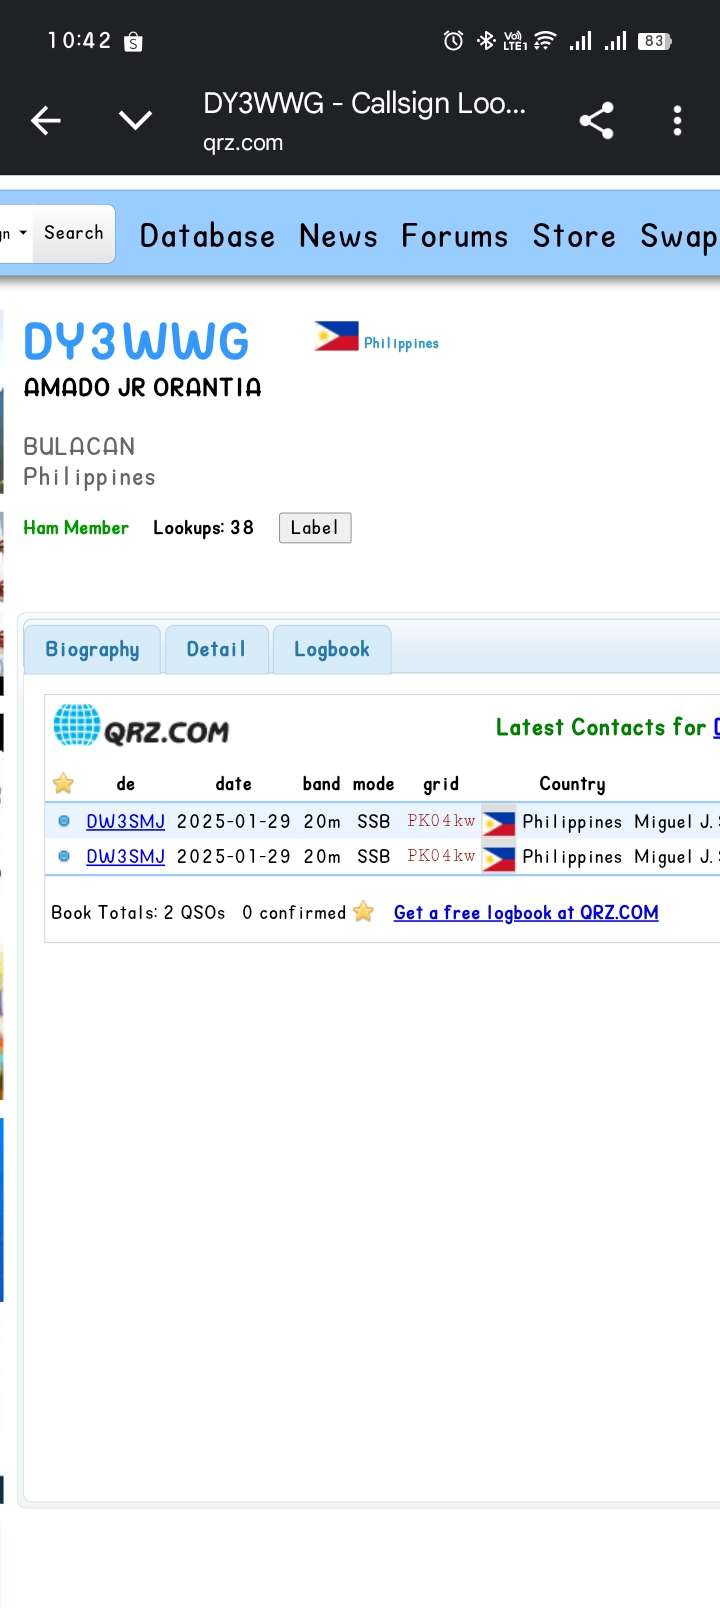 10:42 VoD LTE1 83
DY3WWG - Callsign Loo...
qrz.com
Search Database News Forums Store Swap
DY3WWG Philippines
AMADO JR ORANTIA
BULACAN
Philippines
Ham Member Lookups: 38 Label
Biography Detail Logbook
QRZ.COM Latest Contacts for
de date band mode grid Country
DW3SMJ 2025-01-29 20m SSB PK04kw Philippines Miguel J.
DW3SMJ 2025-01-29 20m SSB PK04kw Philippines Miguel J.
Book Totals: 2 QSOs 0 confirmed Get a free logbook at QRZ.COM